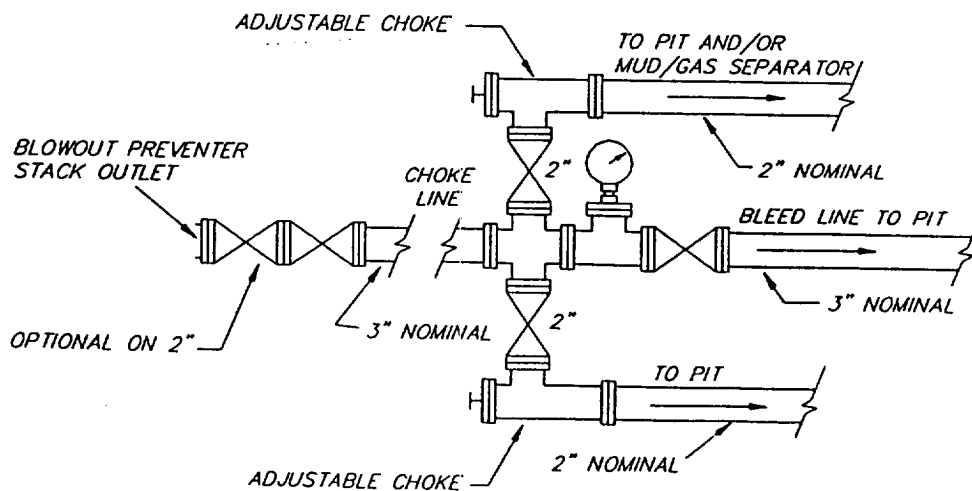 ADJUSTABLE CHOKE
TO PIT AND/OR
MUD/GAS SEPARATOR
BLOWOUT PREVENTER
STACK OUTLET
2"
2" NOMINAL
CHOKE
LINE
BLEED LINE TO PIT
3" NOMINAL
3" NOMINAL
OPTIONAL ON 2"
2"
TO PIT
2" NOMINAL
ADJUSTABLE CHOKE